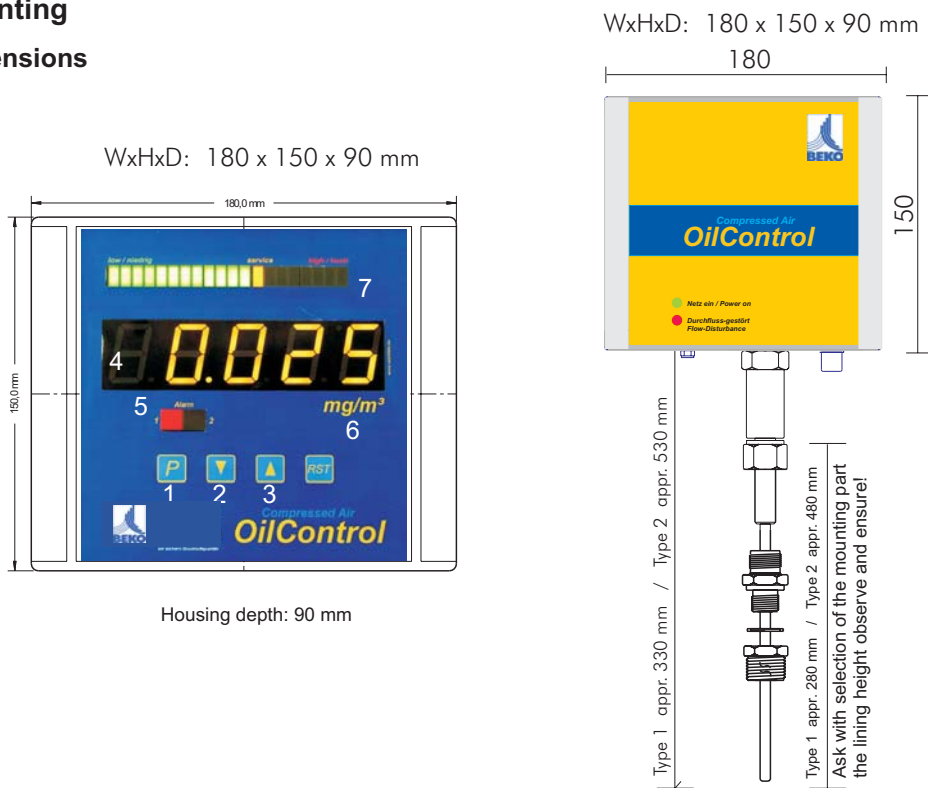 nting
ensions
WxHxD: 180 x 150 x 90 mm
180,0 mm
150,0 mm
low / niedrig
service
high / hoch
7
4
0.025
5
Alarm
1
2
mg/m³
6
P
RST
1
2
3
Compressed Air
OilControl
BEKO
Housing depth: 90 mm
WxHxD: 180 x 150 x 90 mm
180
150
BEKO
Compressed Air
OilControl
Netz ein / Power on
Durchfluss-gestört
Flow-Disturbance
Type 1 appr. 330 mm / Type 2 appr. 530 mm
Type 1 appr. 280 mm / Type 2 appr. 480 mm
Ask with selection of the mounting part
the lining height observe and ensure!